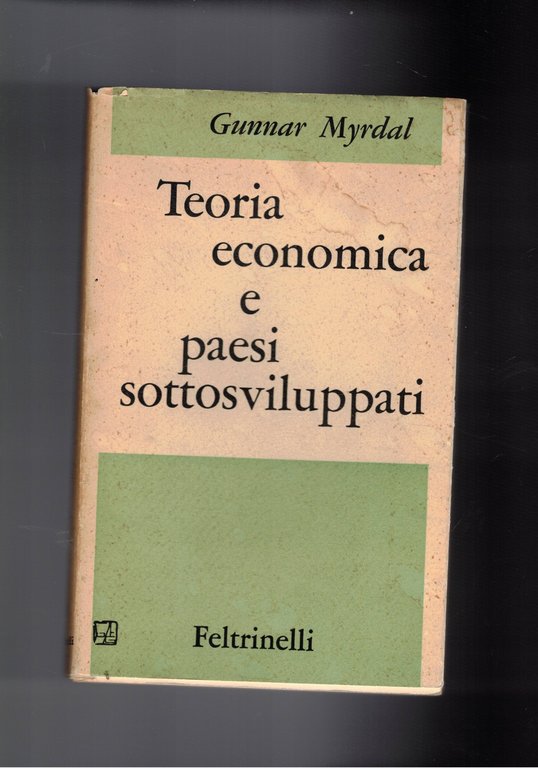 Gunnar Myrdal
Teoria
economica
e
paesi
sottosviluppati
Feltrinelli